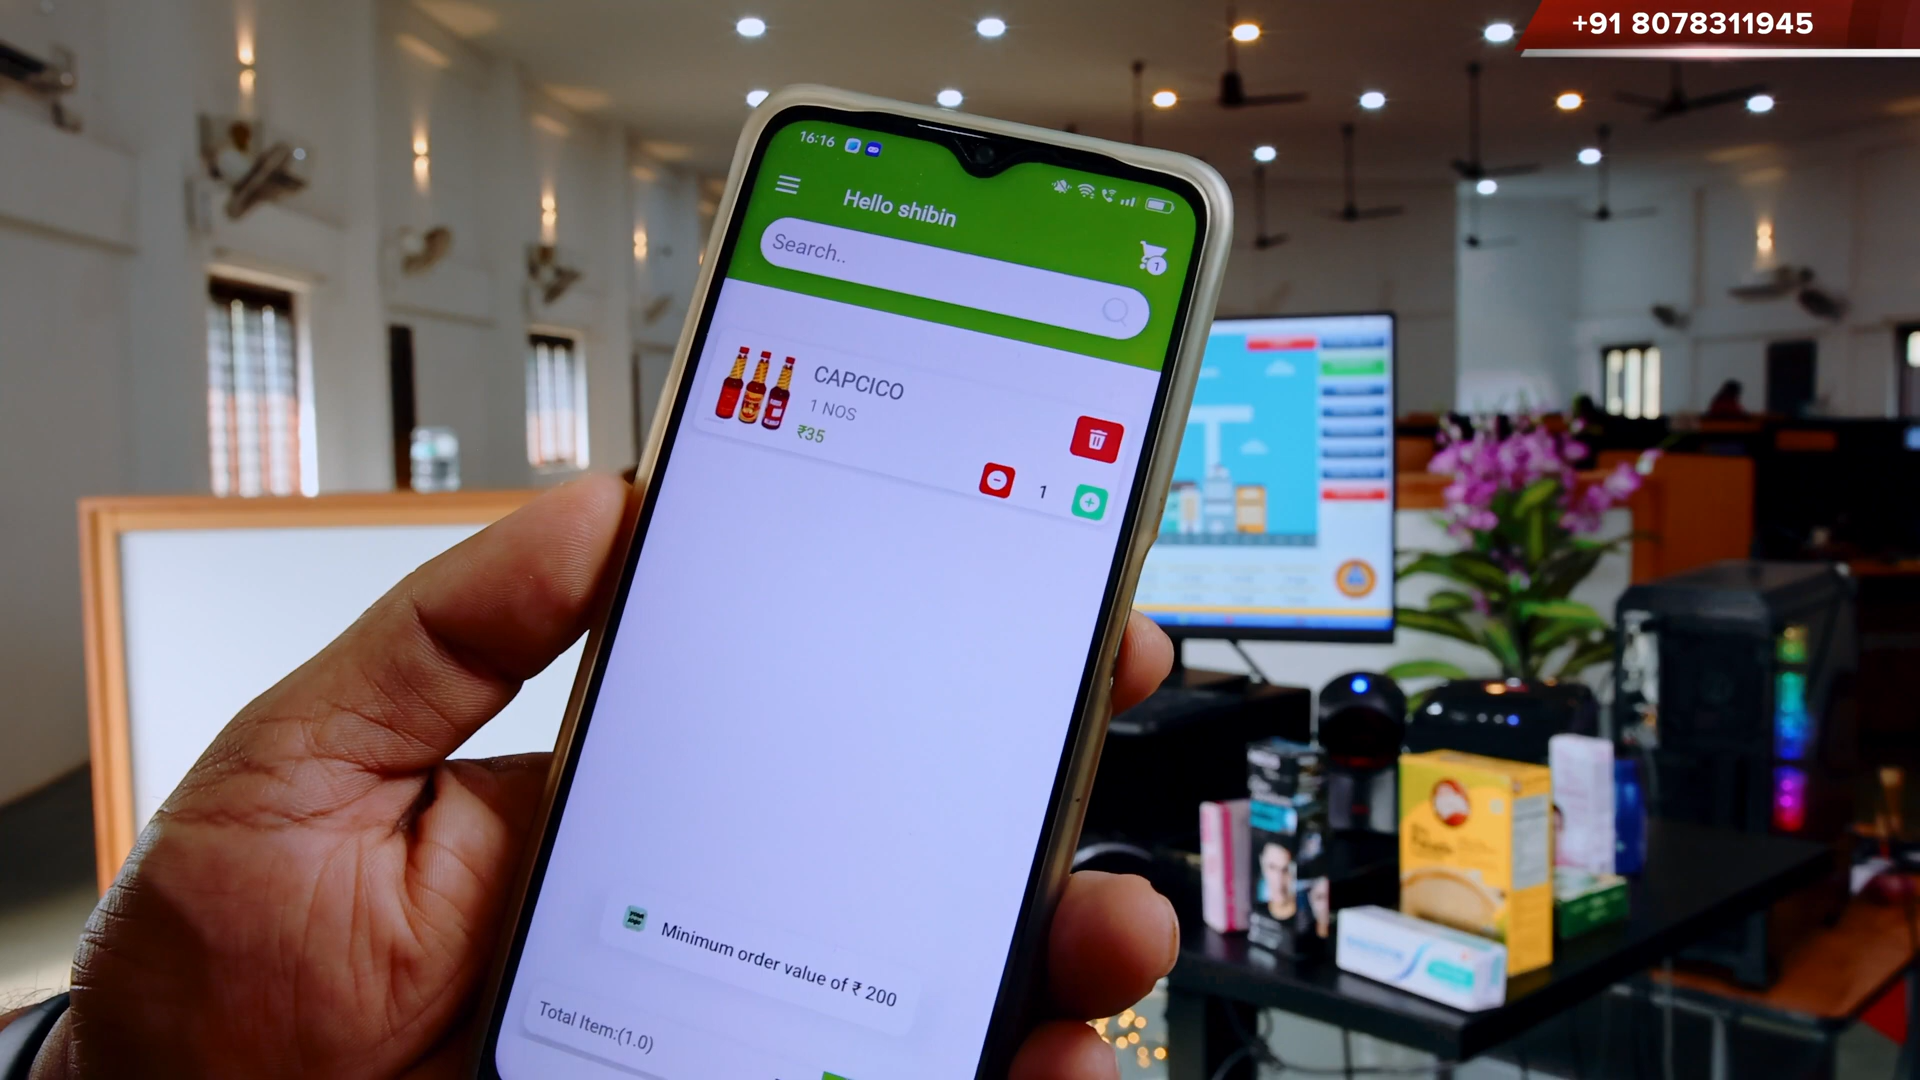 +91 8078311945
16:16
Hello shibin
Search..
1
CAPCICO
1 NOS
₹35
1
Minimum order value of ₹ 200
Total Item:(1.0)